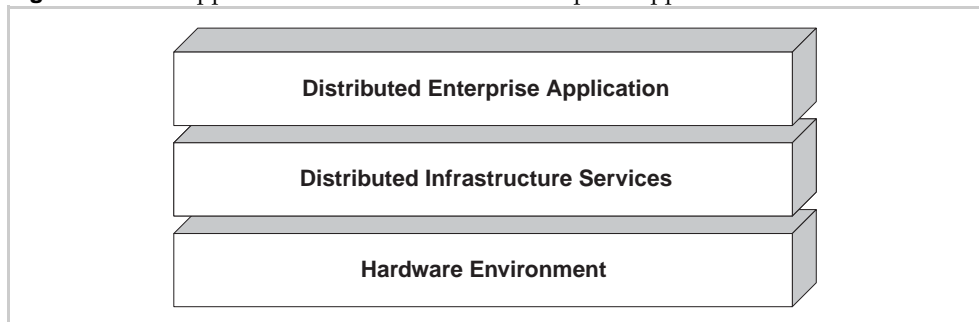 Distributed Enterprise Application
Distributed Infrastructure Services
Hardware Environment